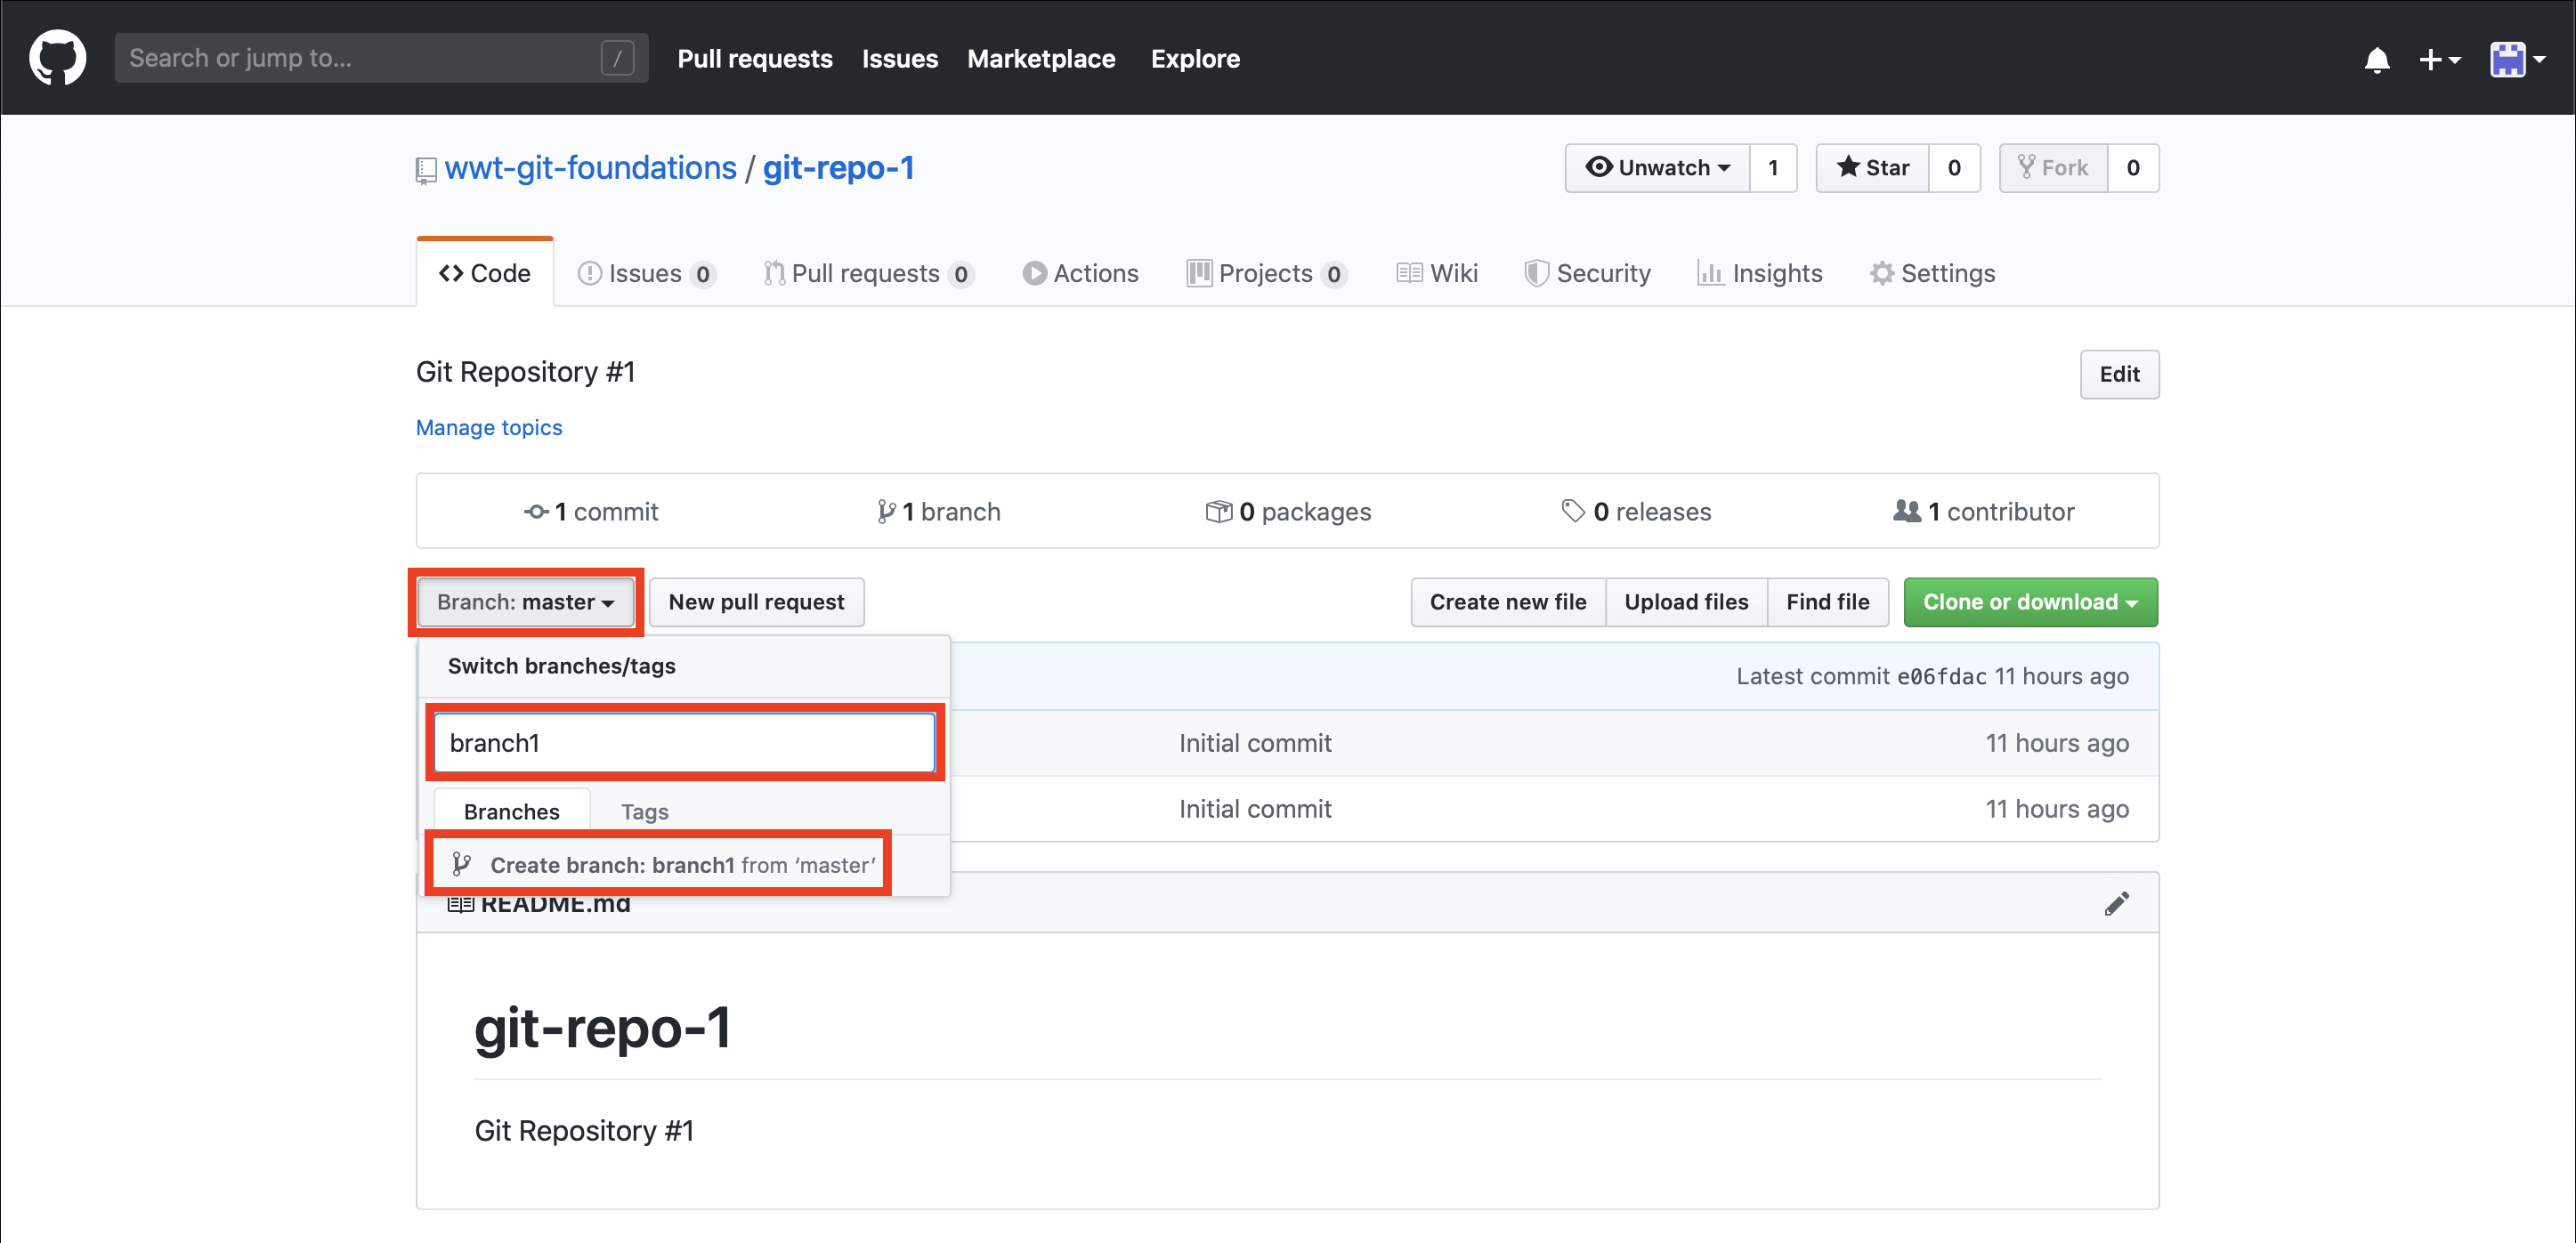 Search or jump to... /
Pull requests Issues Marketplace Explore
wwt-git-foundations / git-repo-1
Unwatch 1 Star 0 Fork 0
Code Issues 0 Pull requests 0 Actions Projects 0 Wiki Security Insights Settings
Git Repository #1
Edit
Manage topics
1 commit 1 branch 0 packages 0 releases 1 contributor
Branch: master New pull request Create new file Upload files Find file Clone or download
Switch branches/tags
Latest commit e06fdac 11 hours ago
branch1
Initial commit 11 hours ago
Branches Tags
Initial commit 11 hours ago
Create branch: branch1 from ‘master’
README.md
git-repo-1
Git Repository #1